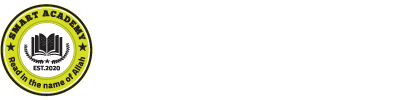 SMART ACADEMY
EST.2020
Read in the name of Allah